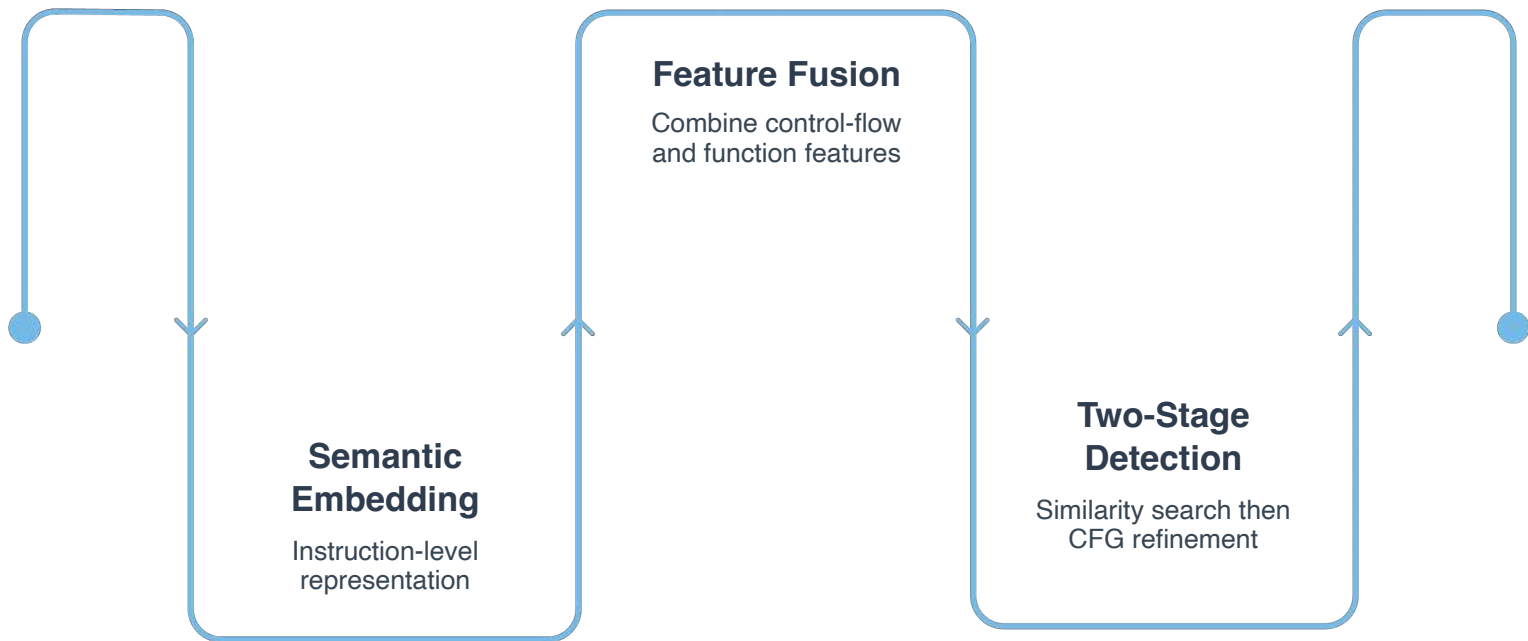 Semantic
Embedding
Instruction-level
representation
Feature Fusion
Combine control-flow
and function features
Two-Stage
Detection
Similarity search then
CFG refinement